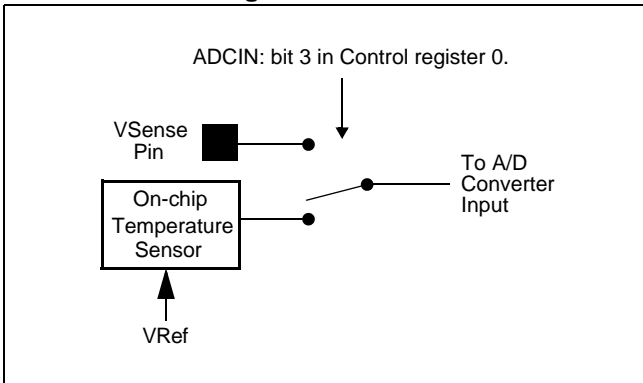 ADCIN: bit 3 in Control register 0.
VSense
Pin
To A/D
Converter
Input
On-chip
Temperature
Sensor
VRef